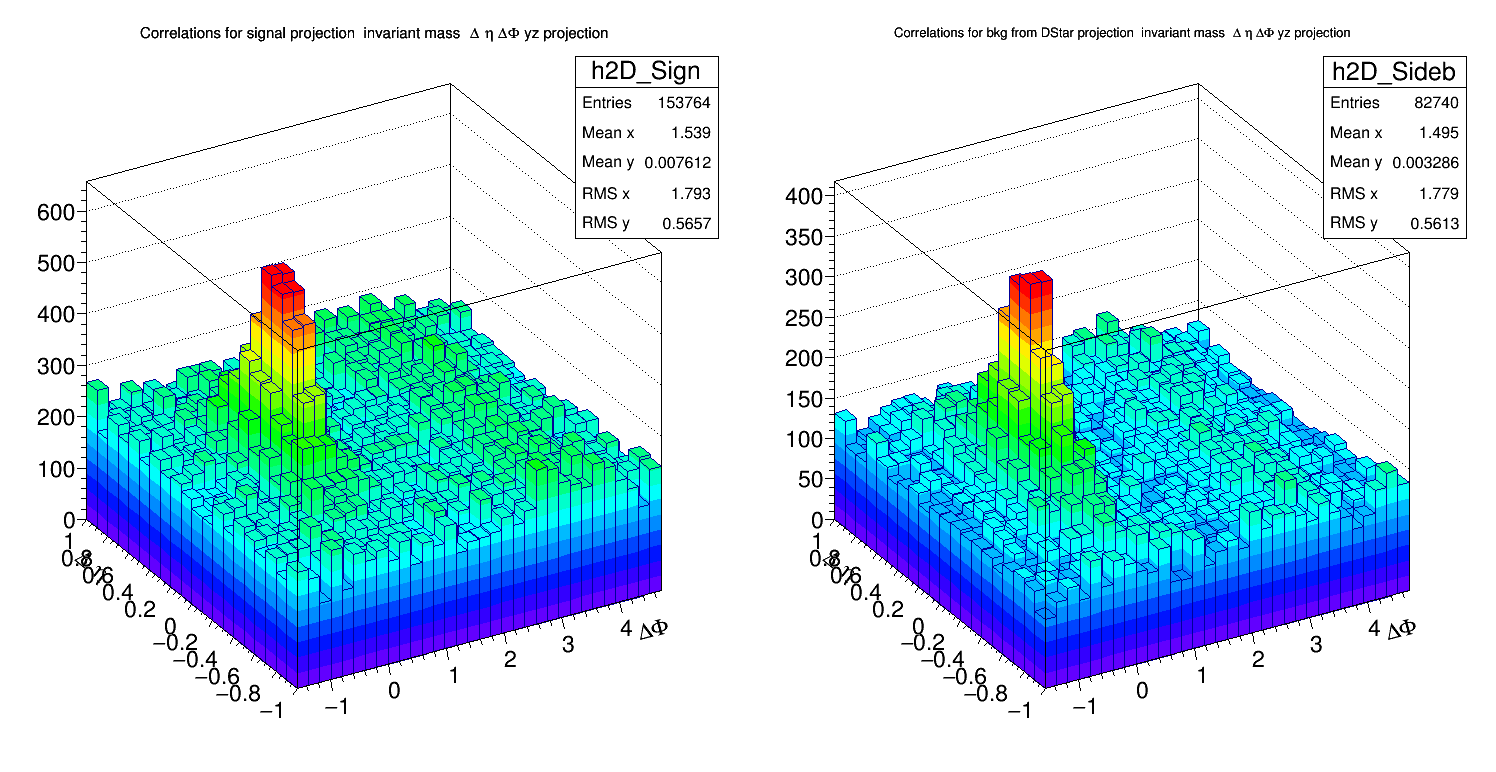 Correlations for signal projection invariant mass Δ η ΔΦ yz projection
h2D_Sign
Entries 153764
Mean x 1.539
Mean y 0.007612
RMS x 1.793
RMS y 0.5657
600
500
400
300
200
100
0
1
0.8
Δ η
0.6
0.4
0.2
0
−0.2
−0.4
−0.6
−0.8
−1
−1
0
1
2
3
4
ΔΦ
Correlations for bkg from DStar projection invariant mass Δ η ΔΦ yz projection
h2D_Sideb
Entries 82740
Mean x 1.495
Mean y 0.003286
RMS x 1.779
RMS y 0.5613
400
350
300
250
200
150
100
50
0
1
0.8
Δ η
0.6
0.4
0.2
0
−0.2
−0.4
−0.6
−0.8
−1
−1
0
1
2
3
4
ΔΦ